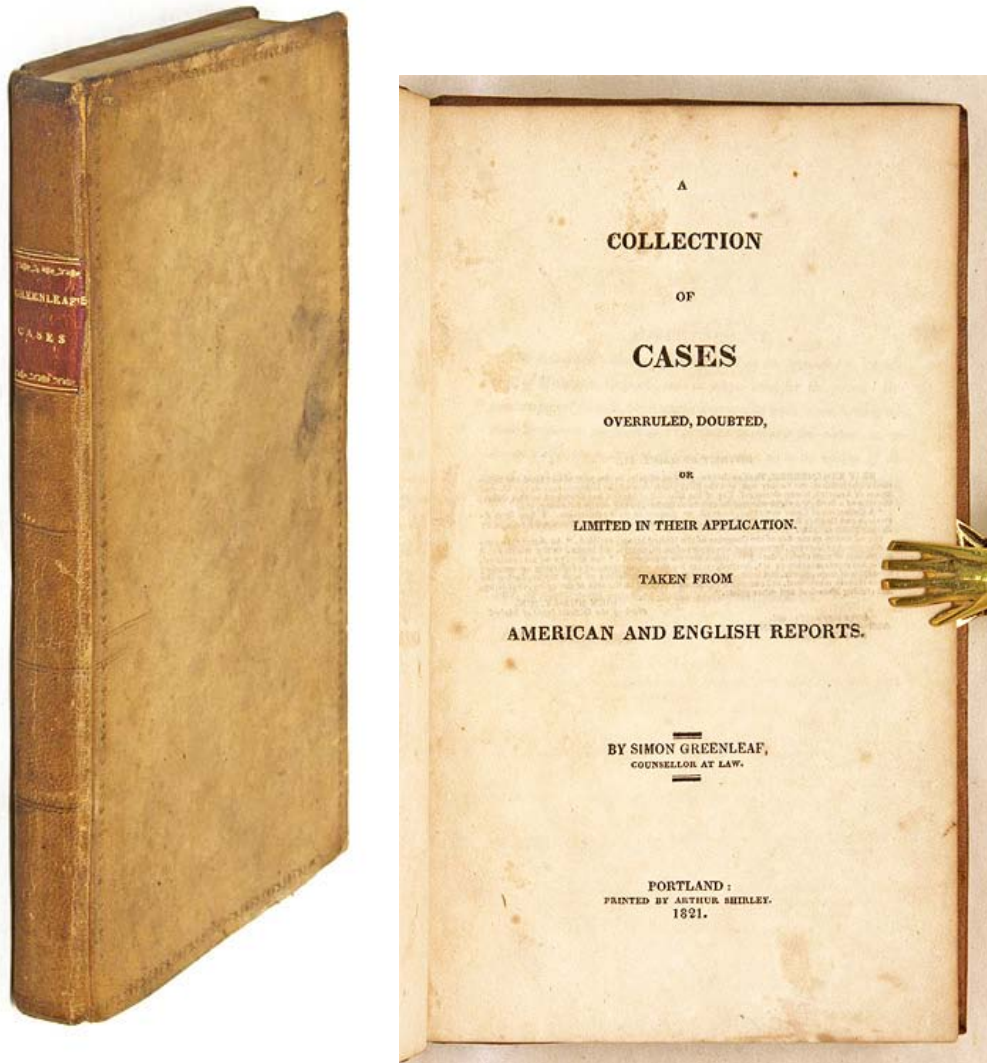 GREENLEAF'S
CASES
A
COLLECTION
OF
CASES
OVERRULED, DOUBTED,
OR
LIMITED IN THEIR APPLICATION.
TAKEN FROM
AMERICAN AND ENGLISH REPORTS.
BY SIMON GREENLEAF,
COUNSELLOR AT LAW.
PORTLAND:
PRINTED BY ARTHUR SHIRLEY.
1821.